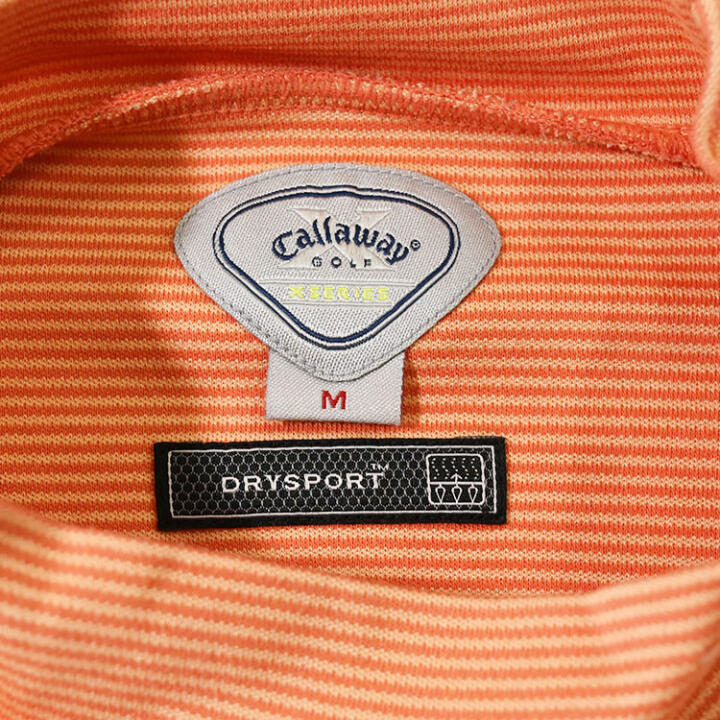 Callaway®
GOLF
X SERIES
M
DRYSPORT™